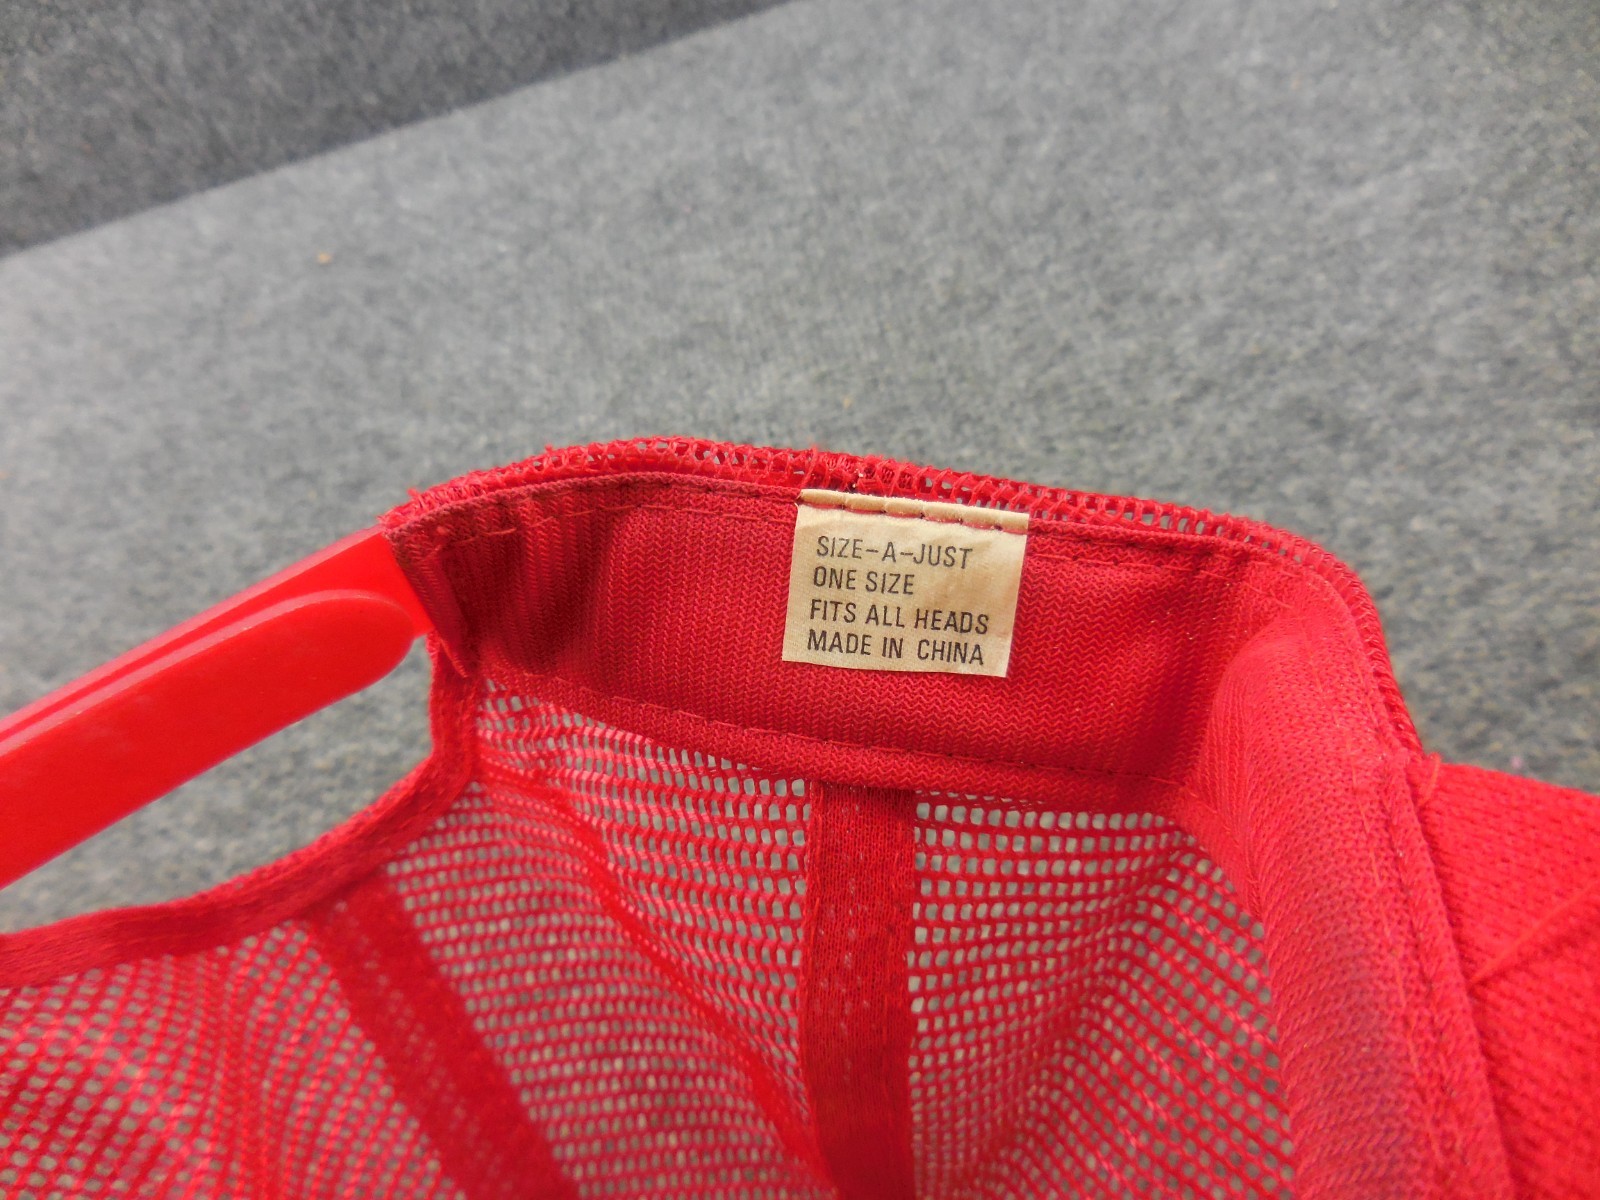 SIZE-A-JUST
ONE SIZE
FITS ALL HEADS
MADE IN CHINA